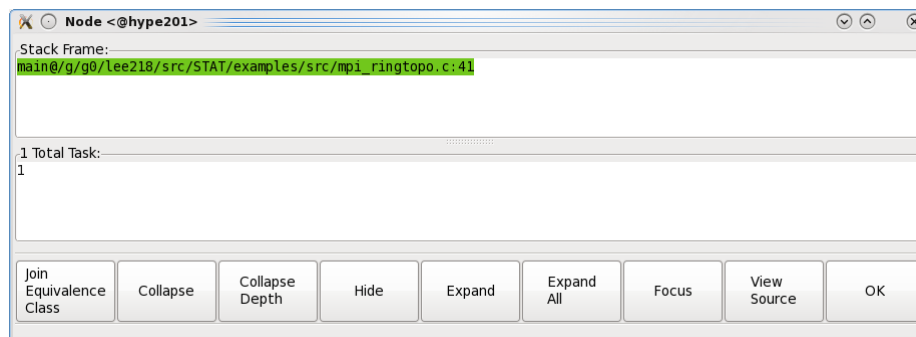 Node <@hype201>
Stack Frame:
main@/g/g0/lee218/src/STAT/examples/src/mpi_ringtopo.c:41
1 Total Task:
1
Join
Equivalence
Class
Collapse
Collapse
Depth
Hide
Expand
Expand
All
Focus
View
Source
OK